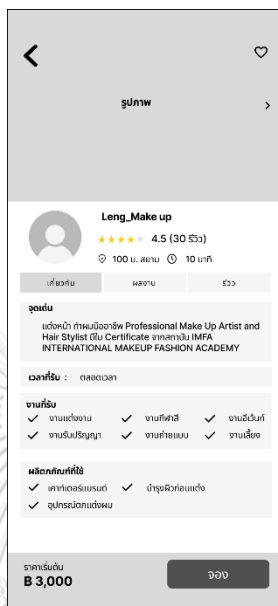 รูปภาพ
Leng_Make up
4.5 (30 รีวิว)
100 ม. สยาม 10 นาที
เกี่ยวกับ ผลงาน รีวิว
จุดเด่น
แต่งหน้า ทำผมมืออาชีพ Professional Make Up Artist and
Hair Stylist มีใบ Certificate จากสถาบัน IMFA
INTERNATIONAL MAKEUP FASHION ACADEMY
เวลาที่รับ : ตลอดเวลา
งานที่รับ
งานแต่งงาน งานกีฬาสี งานอีเว้นท์
งานรับปริญญา งานถ่ายแบบ งานเลี้ยง
ผลิตภัณฑ์ที่ใช้
เคาท์เตอร์แบรนด์ บำรุงผิวก่อนแต่ง
อุปกรณ์ตกแต่งผม
ราคาเริ่มต้น
฿ 3,000
จอง